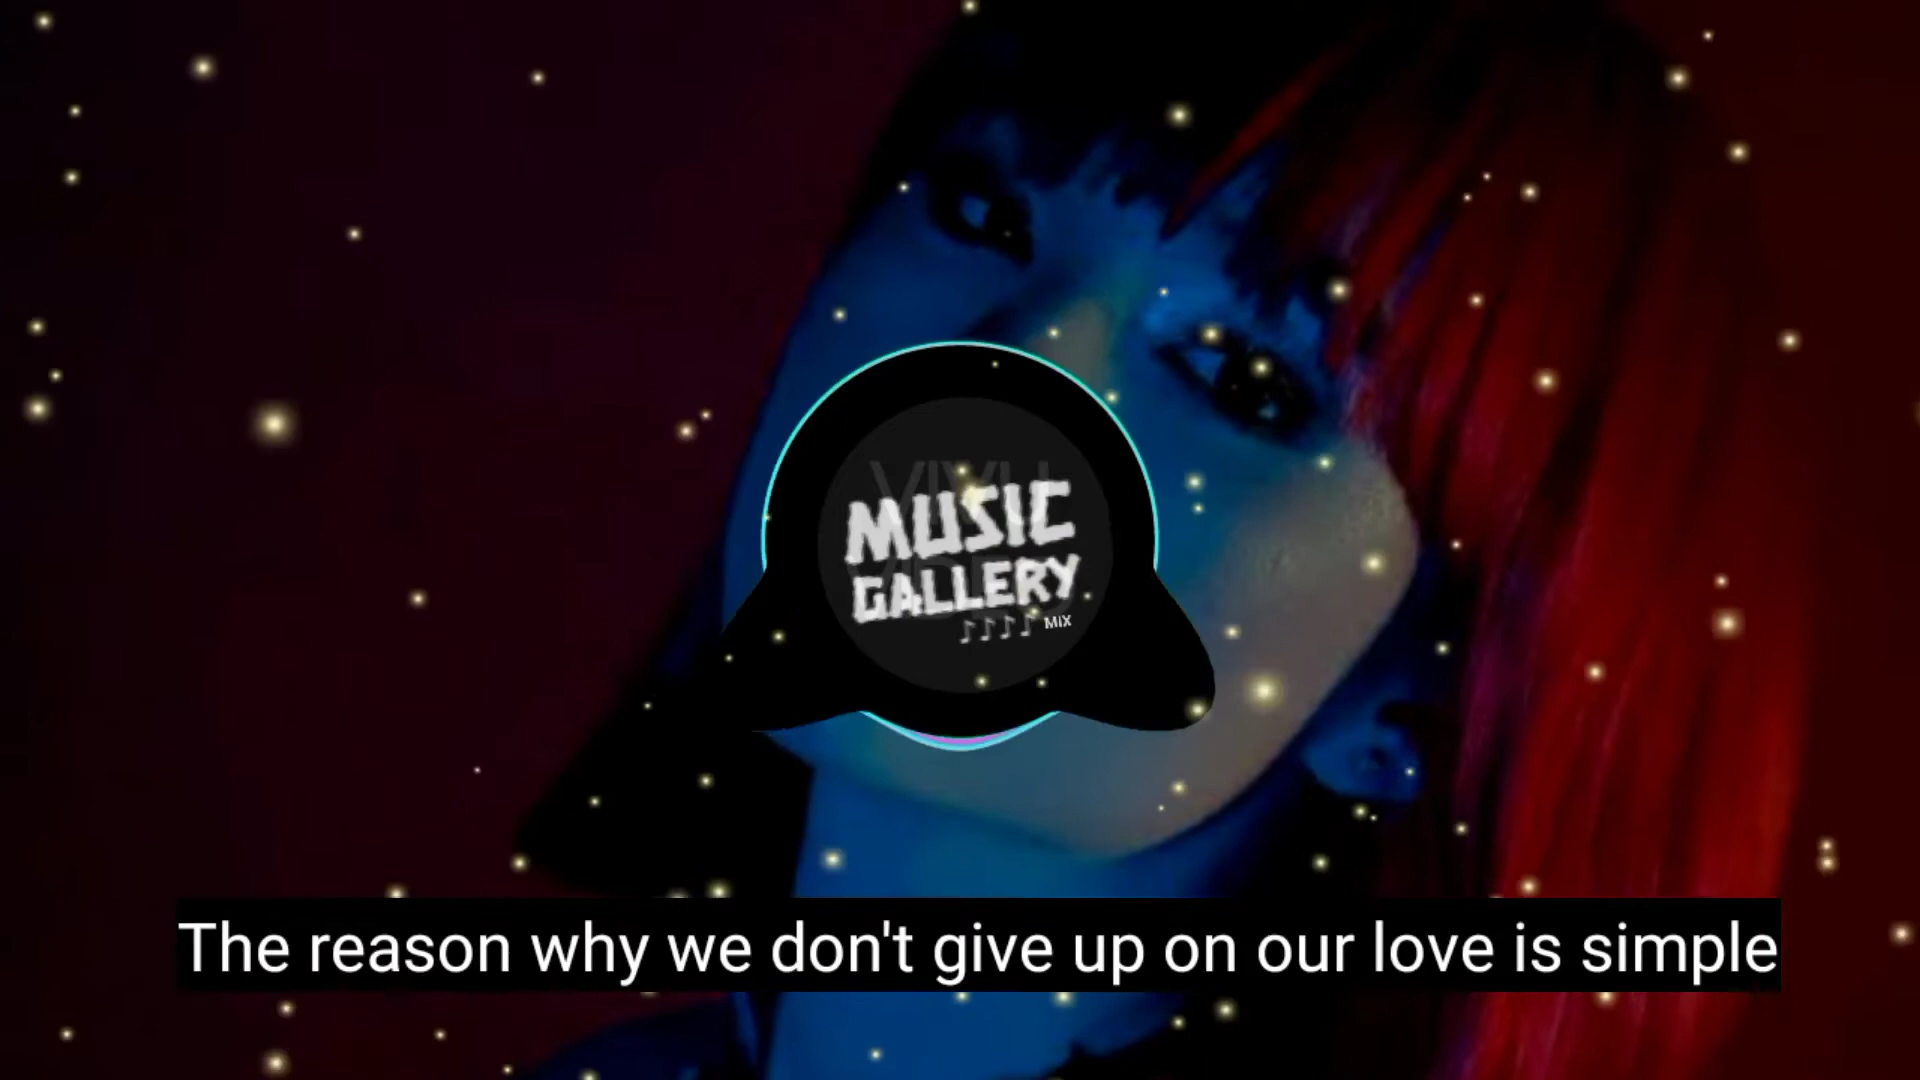 MUSIC
GALLERY
MIX
The reason why we don't give up on our love is simple